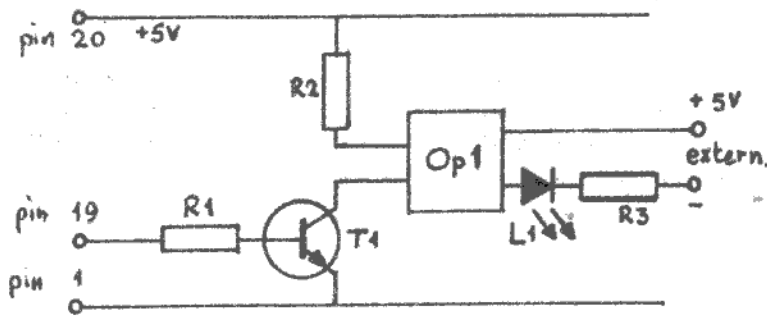 pin 20 +5V
R2
Op1
+ 5V
extern.
-
L1
R3
pin 19
R1
T1
pin 1